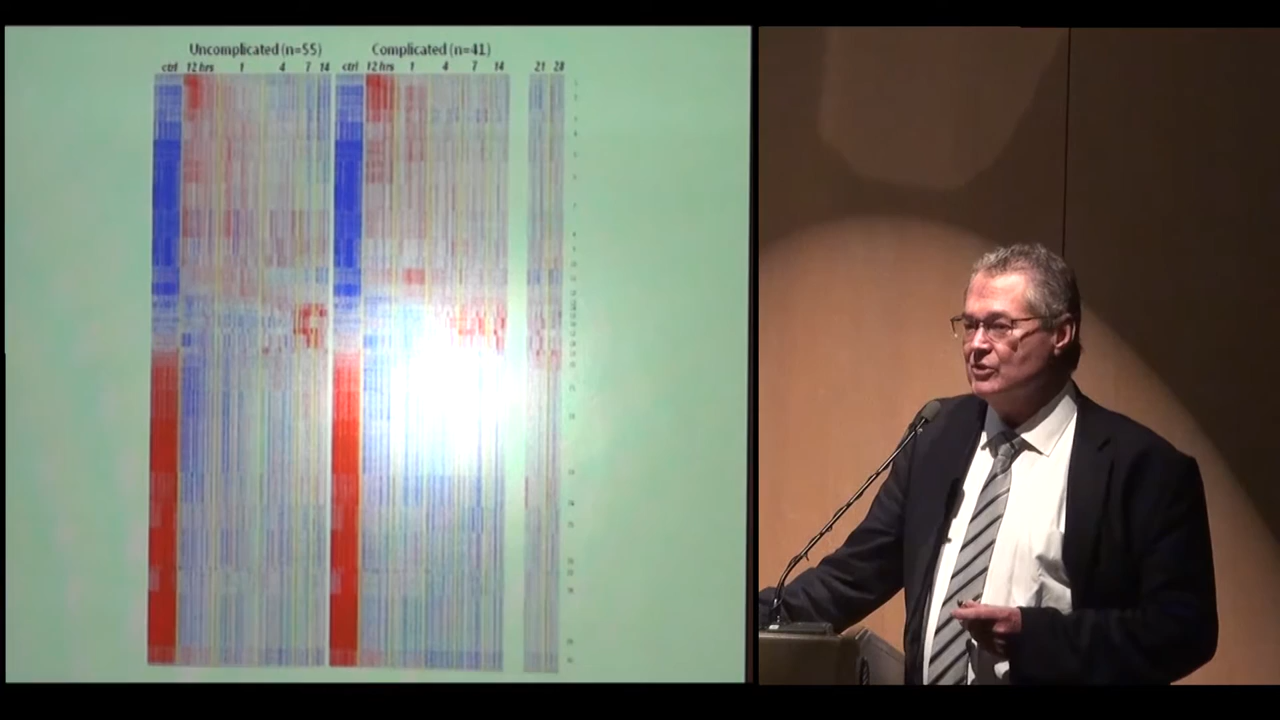 Uncomplicated (n=55) Complicated (n=41)
ctrl 12 hrs 1 4 7 14 ctrl 12 hrs 1 4 7 14 21 28